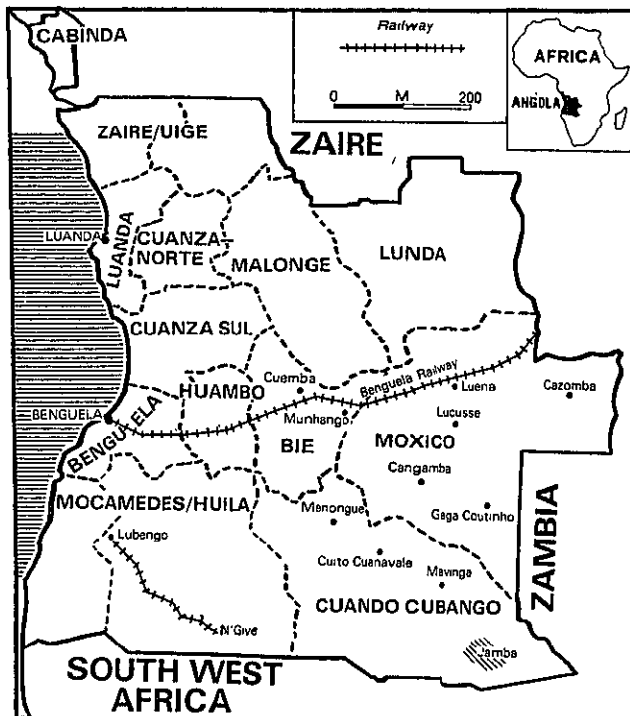 CABINDA
Railway
0 M 200
AFRICA
ANGOLA
ZAIRE/UIGE
ZAIRE
LUANDA
LUANDA
CUANZA-
NORTE
MALONGE
LUNDA
CUANZA SUL
Cuemba
HUAMBO
Benguela Railway
Luena
Cazomba
BENGUELA
Munhango
Lucusse
BENGUELA
BIE
MOXICO
Cangamba
MOCAMEDES/HUILA
Menongue
Gaga Coutinho
Lubengo
Cuito Cuanavale
Mavinga
ZAMBIA
CUANDO CUBANGO
N'Give
Jamba
SOUTH WEST
AFRICA